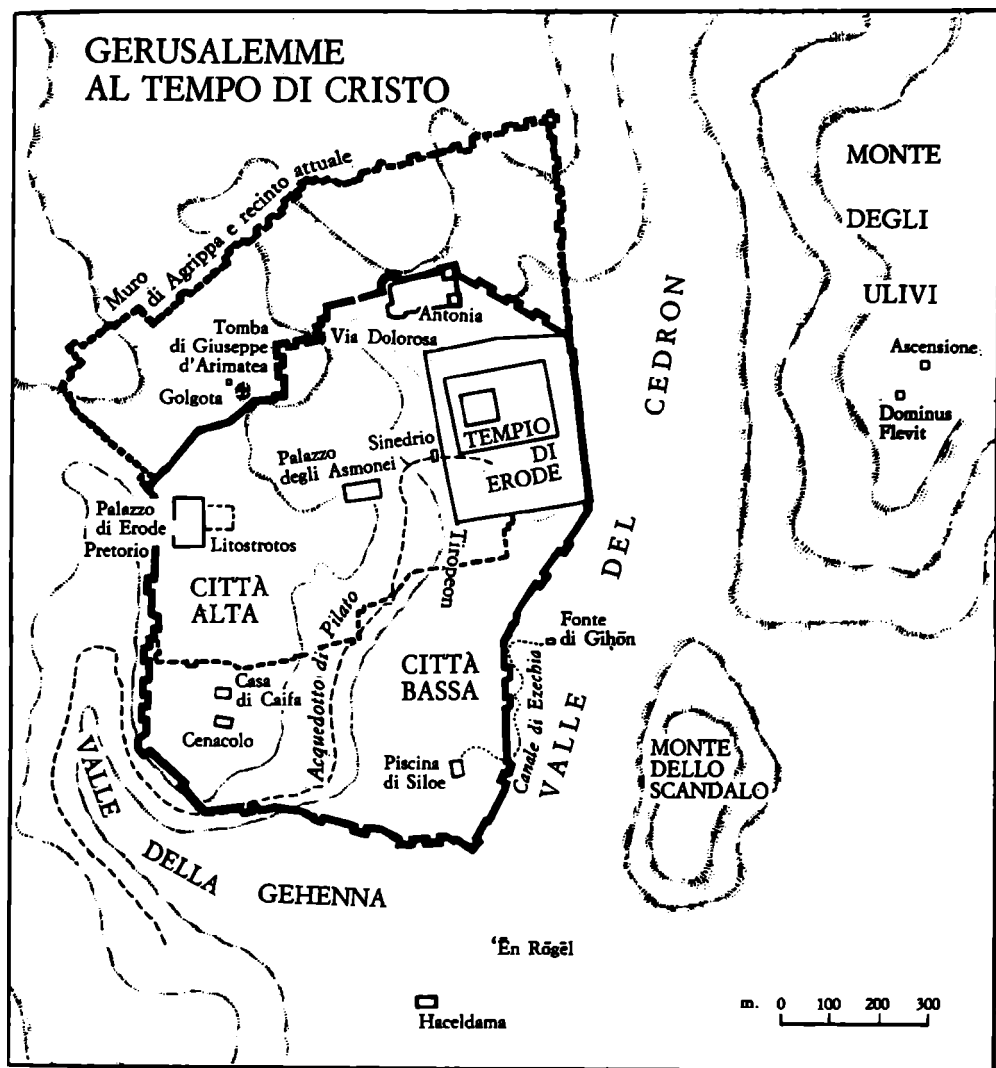 GERUSALEMME
AL TEMPO DI CRISTO
Muro
di Agrippa e recinto attuale
MONTE
DEGLI
ULIVI
Ascensione
Dominus
Flevit
Antonia
Via Dolorosa
Tomba
di Giuseppe
d'Arimatea
Golgota
Sinedrio
TEMPIO
DI
ERODE
Palazzo
degli Asmonei
Palazzo
di Erode
Pretorio
Litostrotos
Tiropeon
CITTÀ
ALTA
Acquedotto di Pilato
CITTÀ
BASSA
Casa
di Caifa
Cenacolo
Piscina
di Siloe
Fonte
di Gihōn
Canale di Ezechia
VALLE
DEL
CEDRON
MONTE
DELLO
SCANDALO
VALLE
DELLA
GEHENNA
'En Rōgēl
Haceldama
m. 0 100 200 300